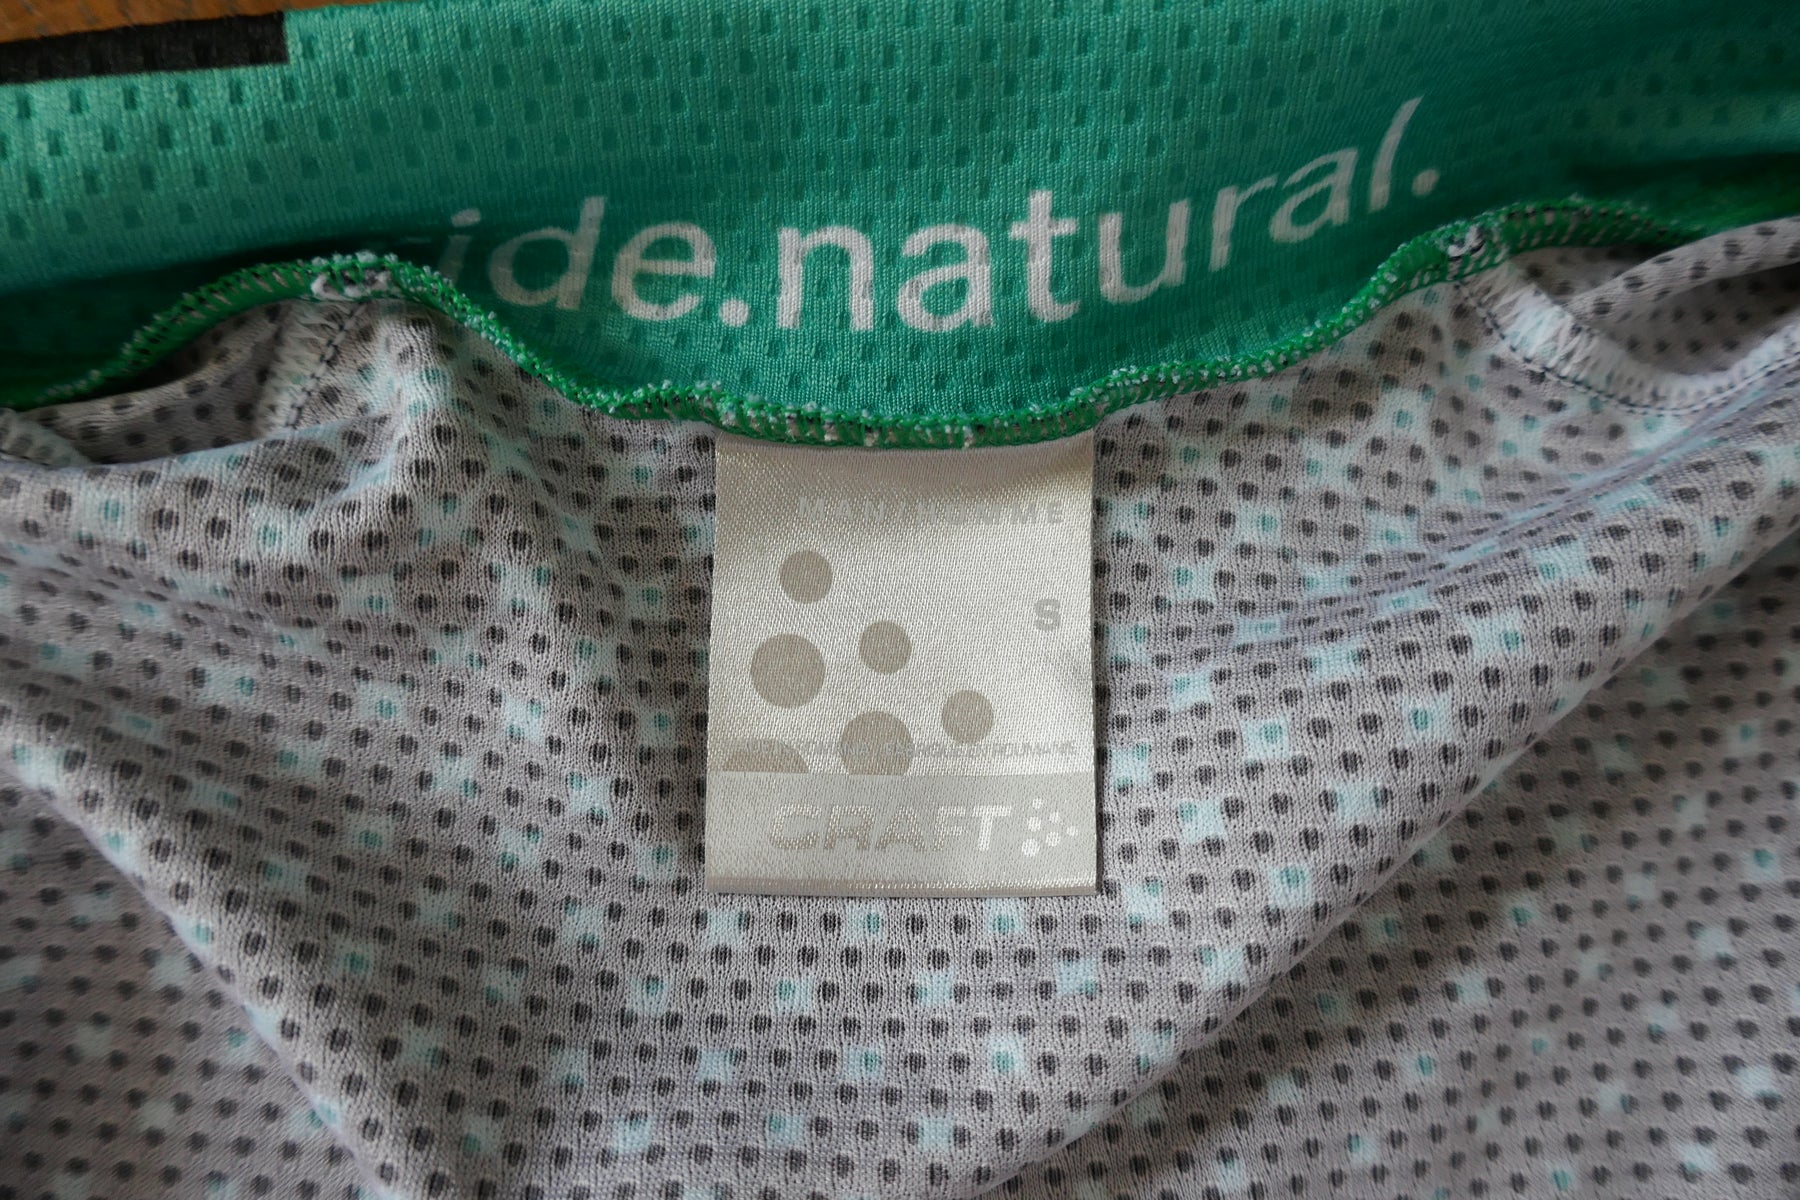 ide.natural.
MAN / HOMME
S
CRAFT